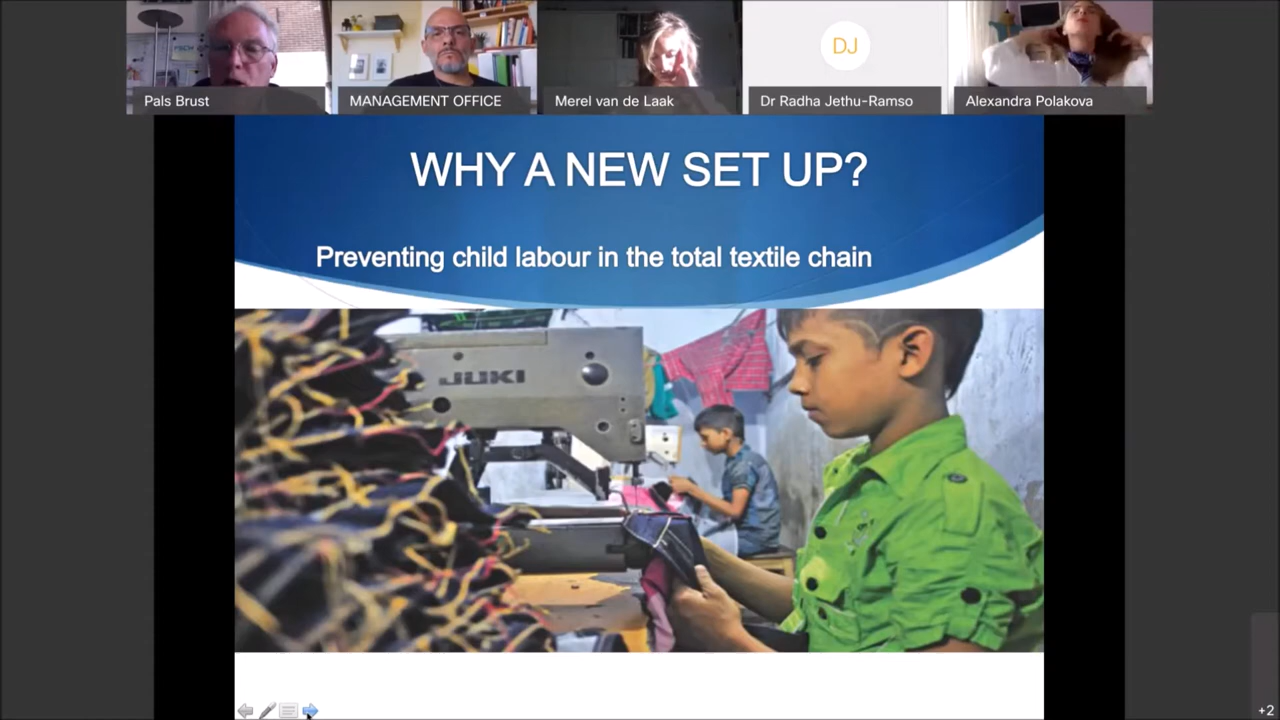 Pals Brust
MANAGEMENT OFFICE
Merel van de Laak
DJ
Dr Radha Jethu-Ramso
Alexandra Polakova
WHY A NEW SET UP?
Preventing child labour in the total textile chain
JUKI
+2